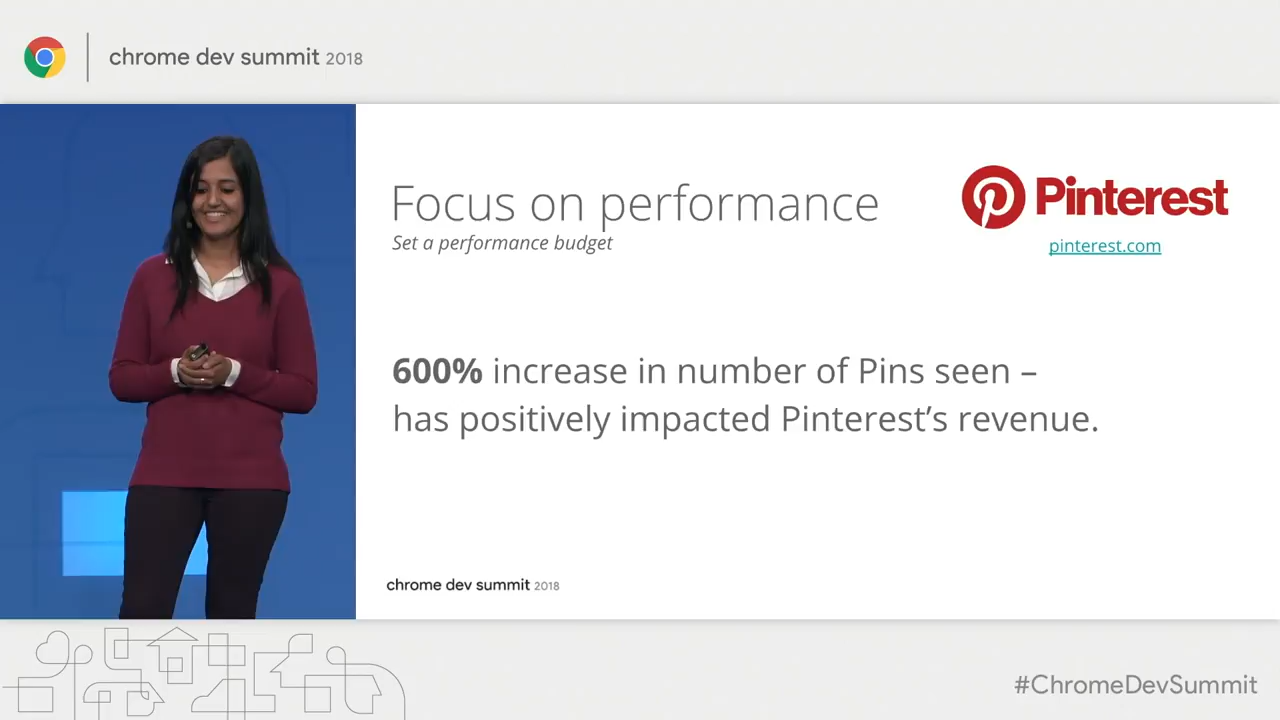 chrome dev summit 2018
Focus on performance
Set a performance budget
Pinterest
pinterest.com
600% increase in number of Pins seen –
has positively impacted Pinterest’s revenue.
chrome dev summit 2018
#ChromeDevSummit